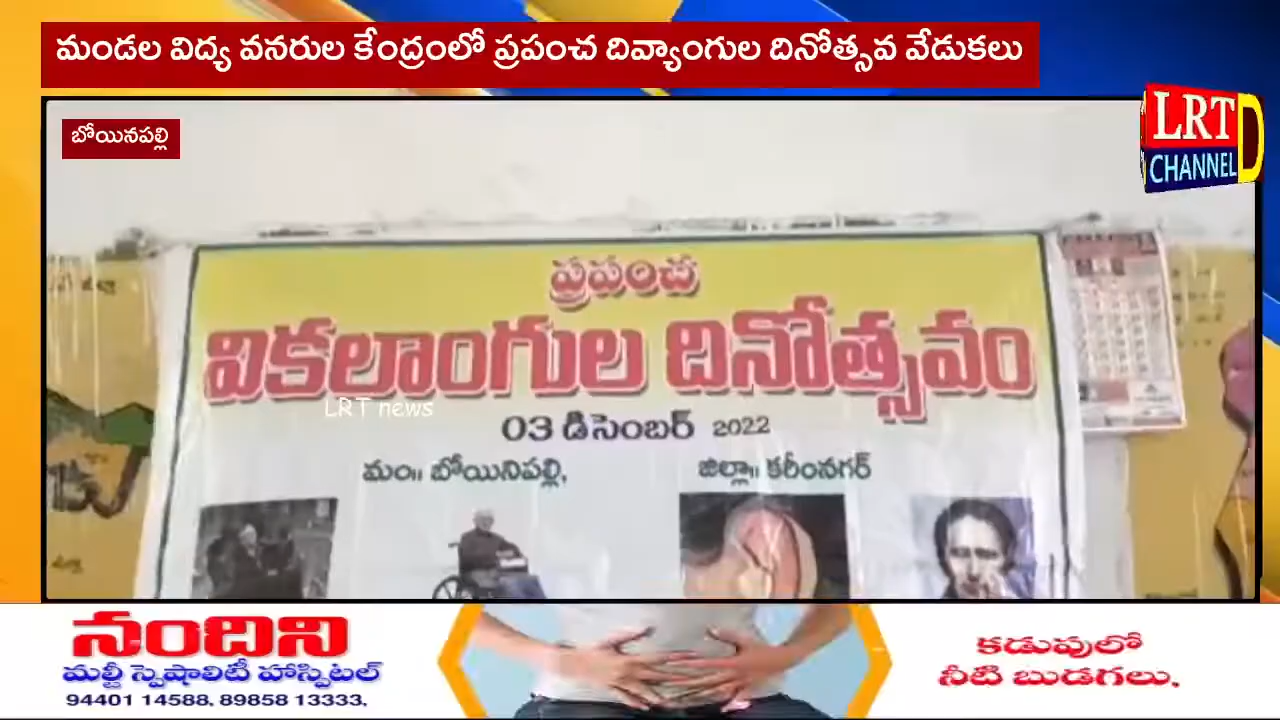 మండల విద్య వనరుల కేంద్రంలో ప్రపంచ దివ్యాంగుల దినోత్సవ వేడుకలు
బోయినపల్లి
LRT
CHANNEL
ప్రపంచ
వికలాంగుల దినోత్సవం
LRT news
03 డిసెంబర్ 2022
మం॥ బోయినిపల్లి, జిల్లా॥ కరీంనగర్
నందిని
మల్టీ స్పెషాలిటీ హాస్పిటల్
94401 14588, 89858 13333,
కడుపులో
నీటి బుడగలు.